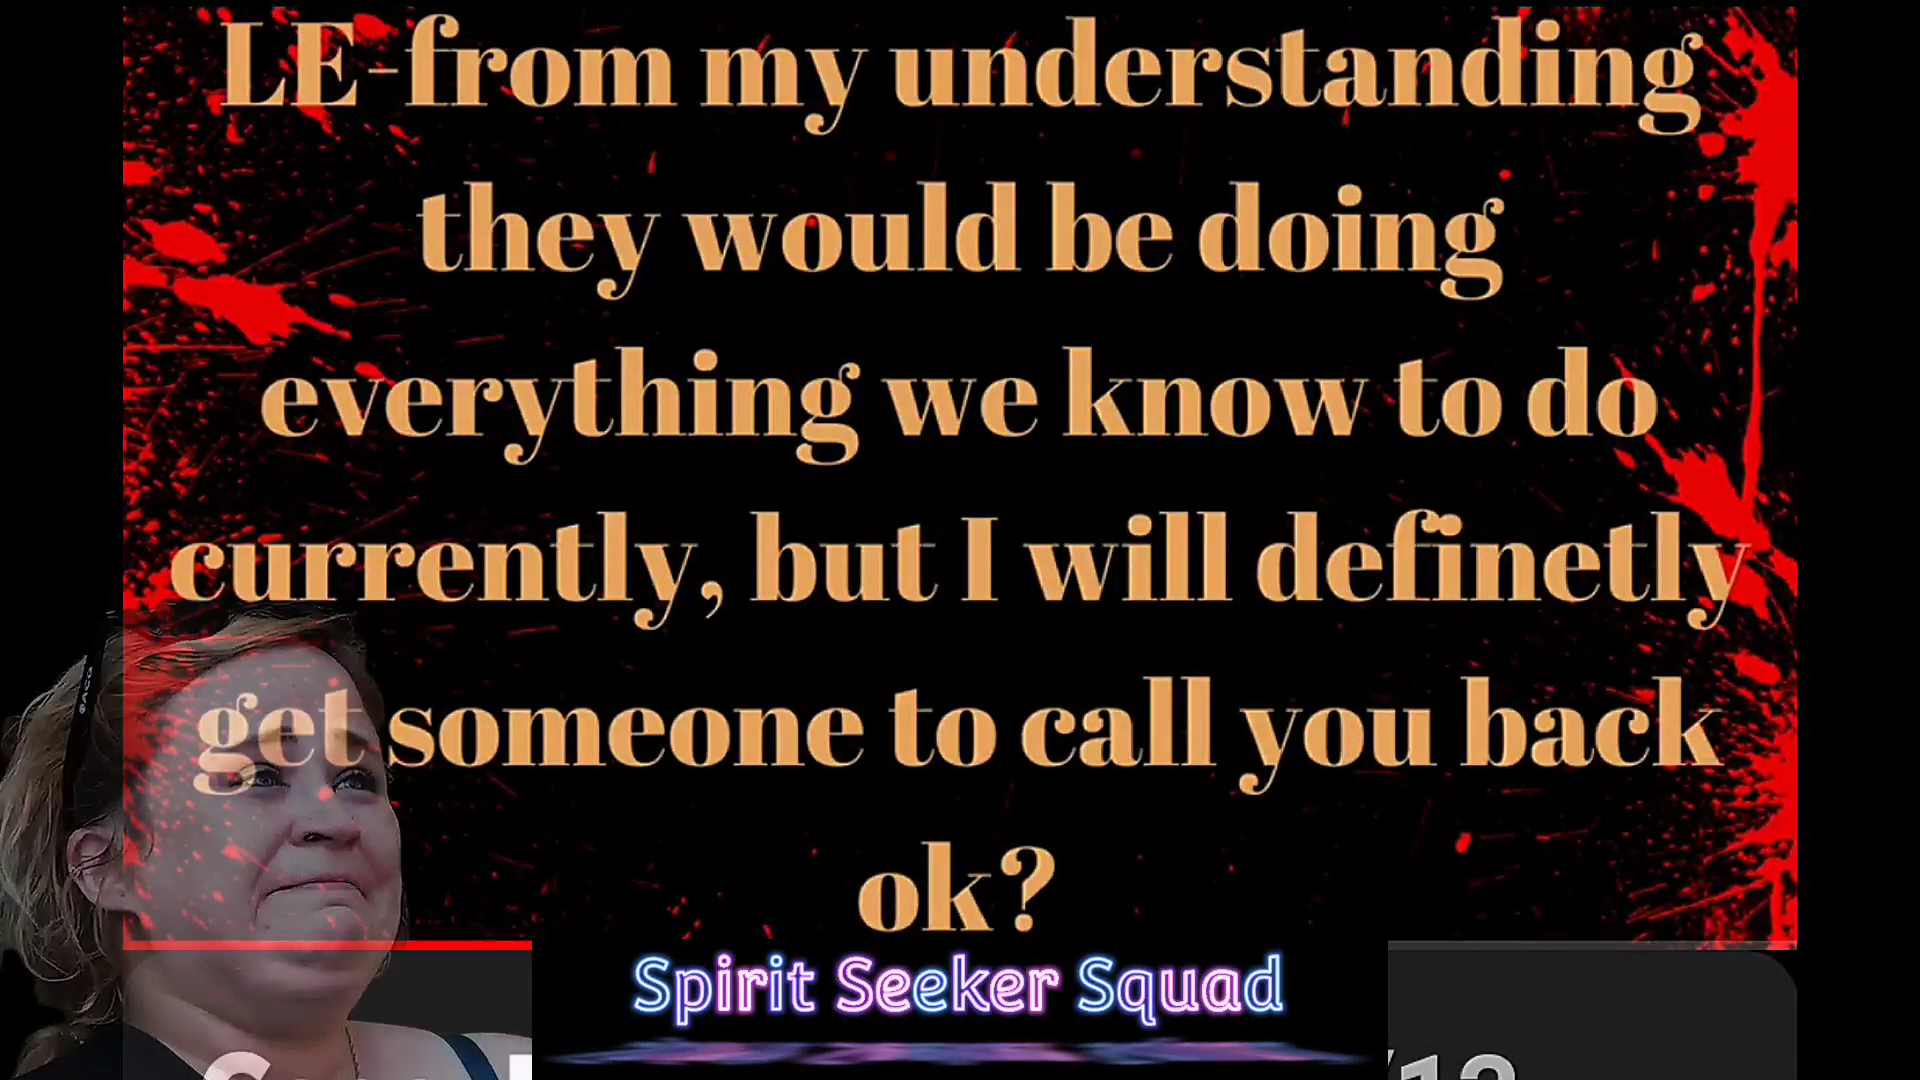 LE-from my understanding
they would be doing
everything we know to do
currently, but I will definetly
get someone to call you back
ok?
Spirit Seeker Squad